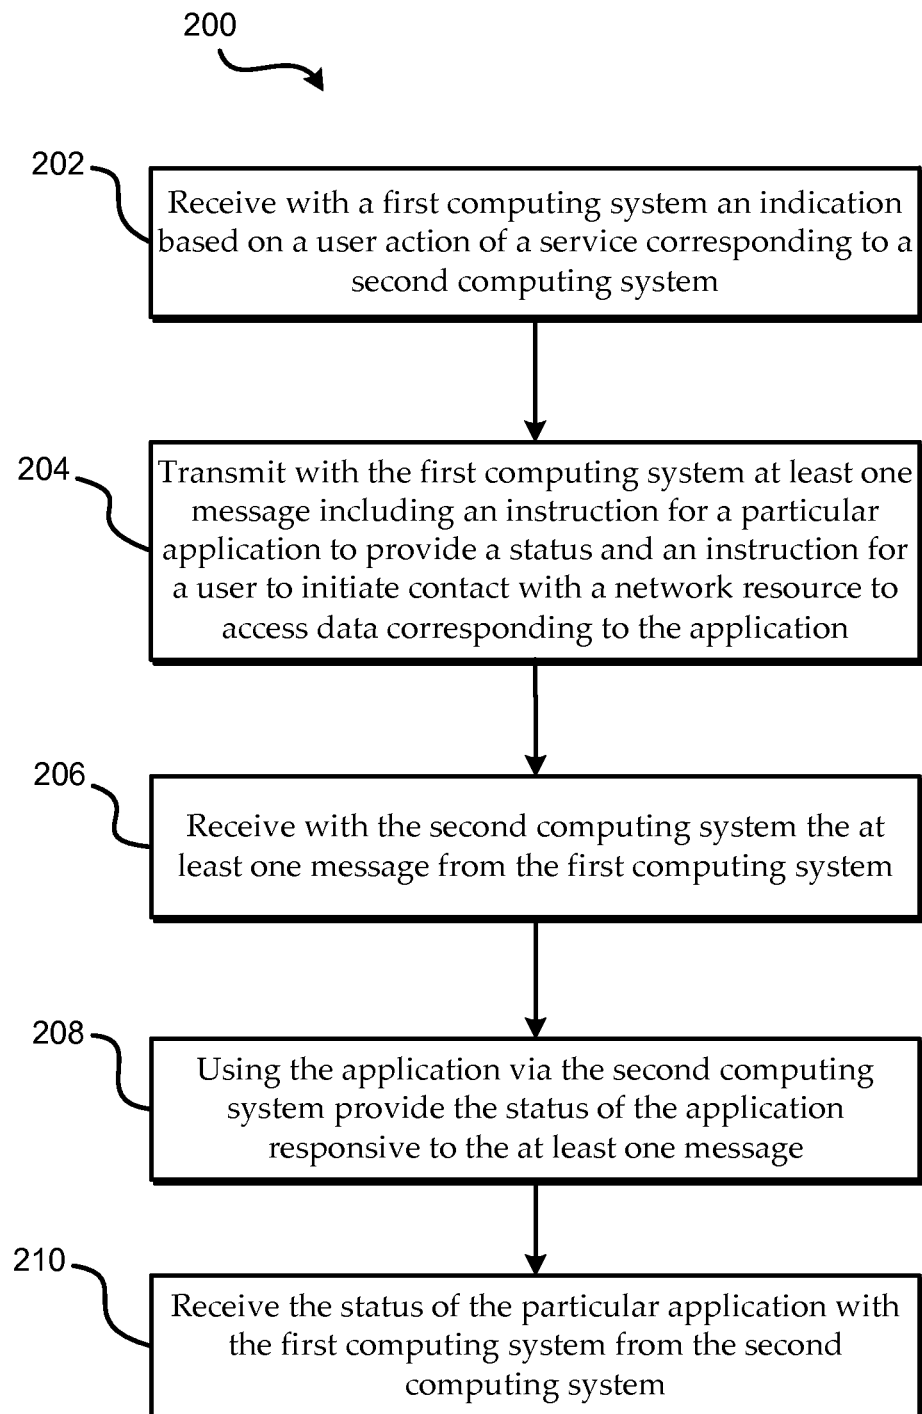 200
202
Receive with a first computing system an indication
based on a user action of a service corresponding to a
second computing system
204
Transmit with the first computing system at least one
message including an instruction for a particular
application to provide a status and an instruction for
a user to initiate contact with a network resource to
access data corresponding to the application
206
Receive with the second computing system the at
least one message from the first computing system
208
Using the application via the second computing
system provide the status of the application
responsive to the at least one message
210
Receive the status of the particular application with
the first computing system from the second
computing system